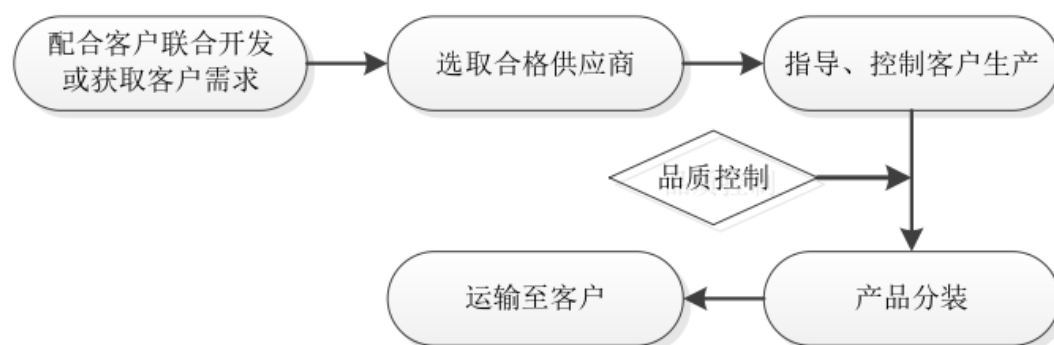 配合客户联合开发
或获取客户需求
选取合格供应商
指导、控制客户生产
品质控制
运输至客户
产品分装